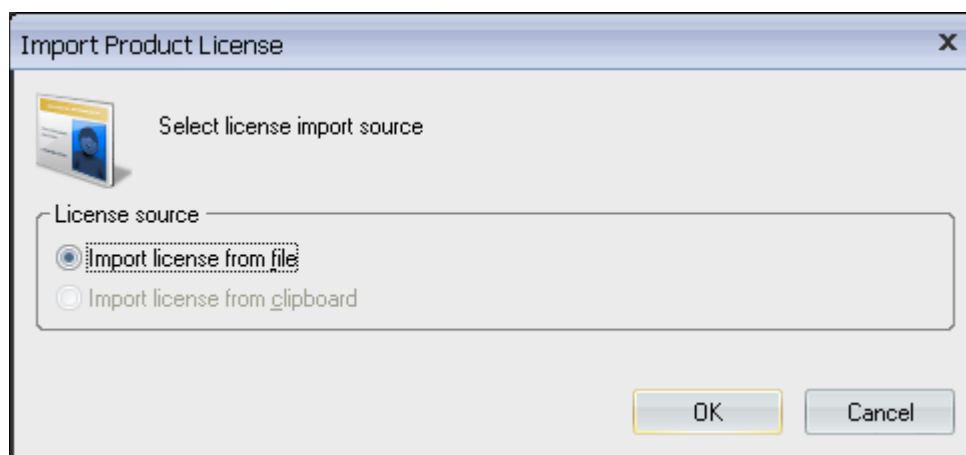 Import Product License
Select license import source
License source
Import license from file
Import license from clipboard
OK
Cancel